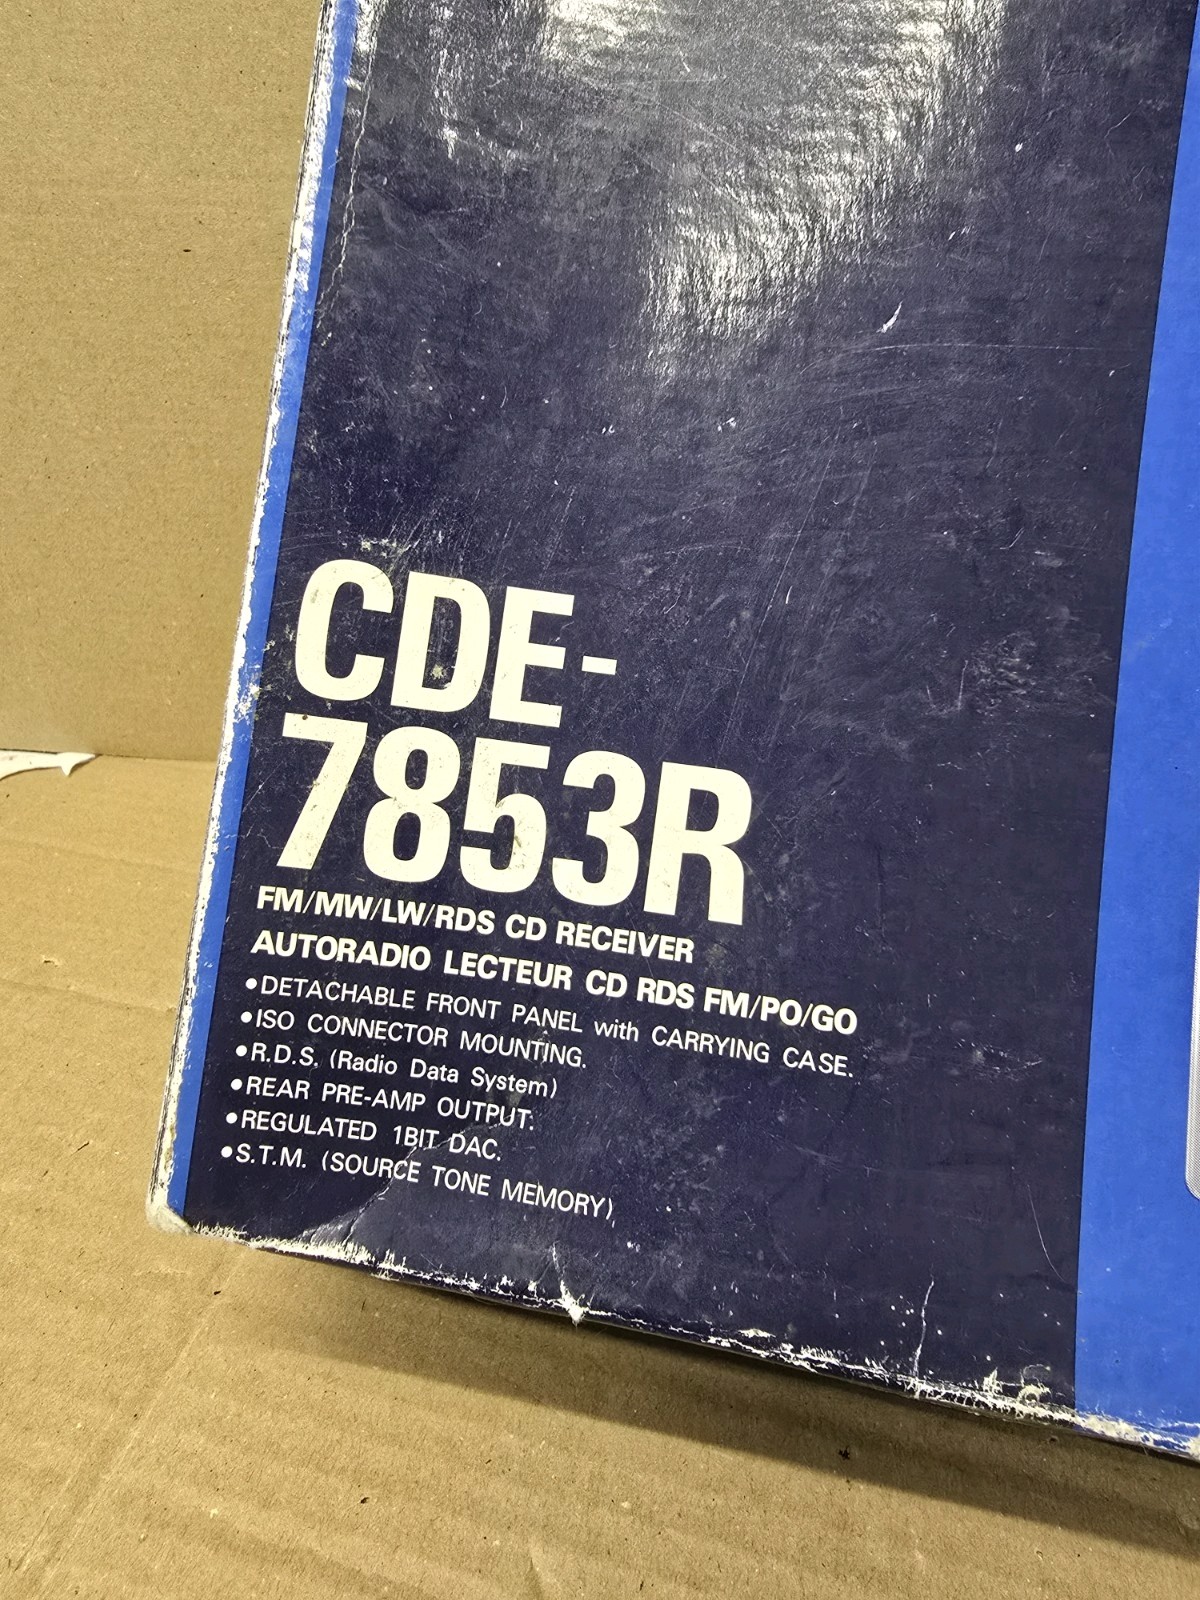 CDE-
7853R
FM/MW/LW/RDS CD RECEIVER
AUTORADIO LECTEUR CD RDS FM/PO/GO
•DETACHABLE FRONT PANEL with CARRYING CASE.
•ISO CONNECTOR MOUNTING.
•R.D.S. (Radio Data System)
•REAR PRE-AMP OUTPUT.
•REGULATED 1BIT DAC.
•S.T.M. (SOURCE TONE MEMORY)